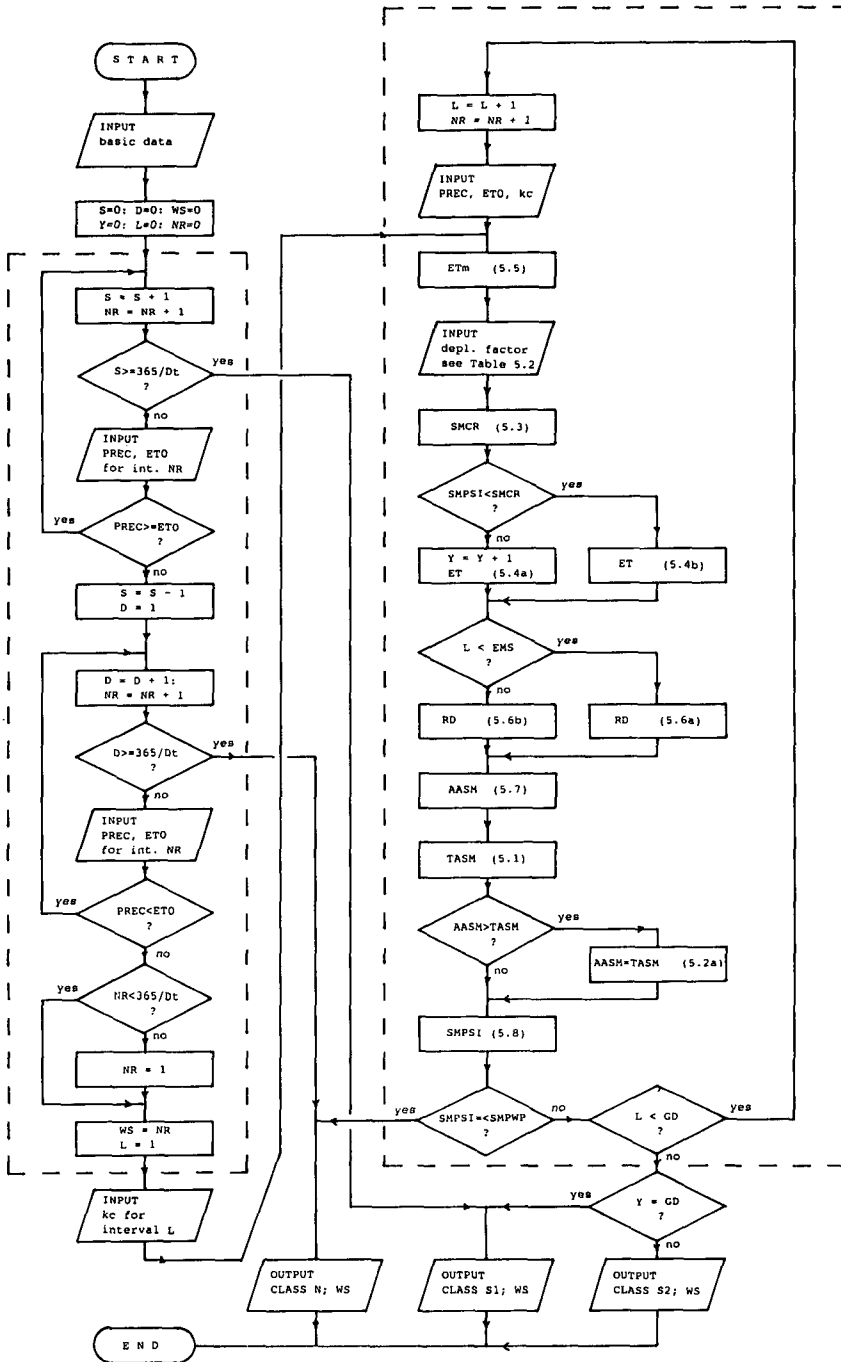 S T A R T
INPUT
basic data
S=0: D=0: WS=0
Y=0: L=0: NR=0
S = S + 1
NR = NR + 1
S>=365/Dt
?
yes
no
INPUT
PREC, ETO
for int. NR
PREC>=ETO
?
yes
no
S = S - 1
D = 1
D = D + 1;
NR = NR + 1
D>=365/Dt
?
yes
no
INPUT
PREC, ETO
for int. NR
PREC<ETO
?
yes
no
NR<365/Dt
?
yes
no
NR = 1
WS = NR
L = 1
INPUT
kc for
interval L
L = L + 1
NR = NR + 1
INPUT
PREC, ETO, kc
ETm (5.5)
INPUT
depl. factor
see Table 5.2
SMCR (5.3)
SMPSI<SMCR
?
yes
no
Y = Y + 1
ET (5.4a)
ET (5.4b)
L < EMS
?
yes
no
RD (5.6b)
RD (5.6a)
AASM (5.7)
TASM (5.1)
AASM>TASM
?
yes
no
AASM=TASM (5.2a)
SMPSI (5.8)
SMPSI=<SMPWP
?
yes
no
L < GD
?
yes
no
Y = GD
?
yes
no
OUTPUT
CLASS N; WS
OUTPUT
CLASS S1; WS
OUTPUT
CLASS S2; WS
E N D